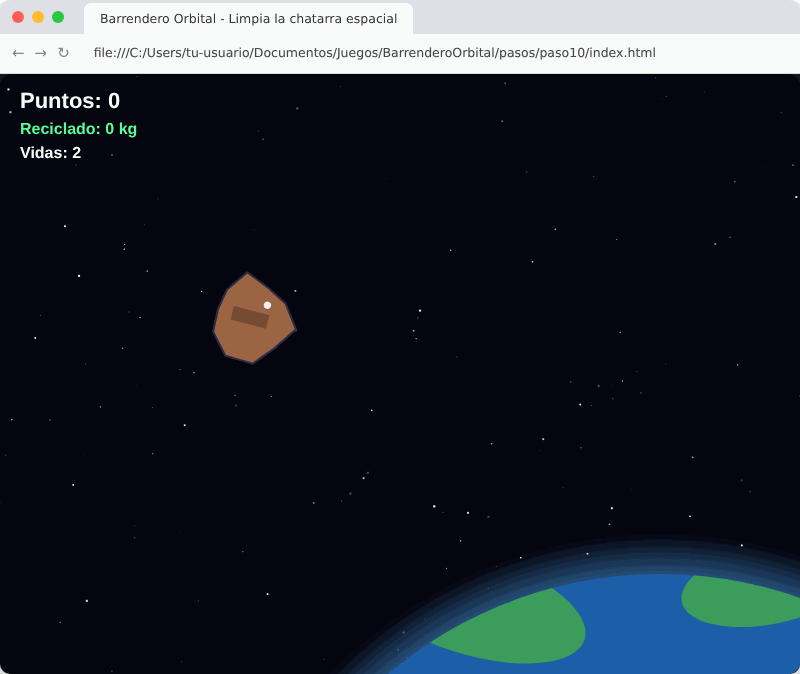 Barrendero Orbital - Limpia la chatarra espacial
file:///C:/Users/tu-usuario/Documentos/Juegos/BarrenderoOrbital/pasos/paso10/index.html
Puntos: 0
Reciclado: 0 kg
Vidas: 2